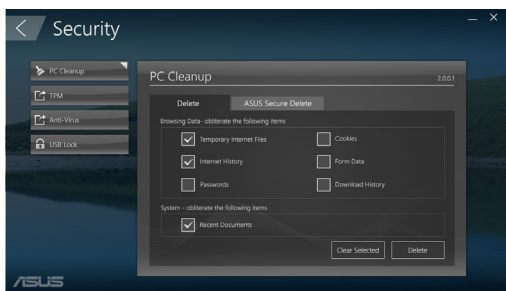 Security
PC Cleanup
TPM
Anti-Virus
USB Lock
PC Cleanup 2.0.0.1
Delete ASUS Secure Delete
Browsing Data- obliterate the following items
Temporary Internet Files Cookies
Internet History Form Data
Passwords Download History
System - obliterate the following items
Recent Documents
Clear Selected Delete
ASUS